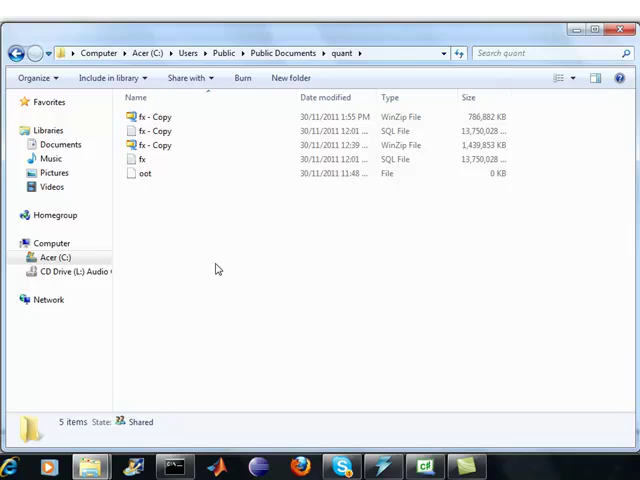 Computer ▸ Acer (C:) ▸ Users ▸ Public ▸ Public Documents ▸ quant ▸
Search quant
Organize Include in library Share with Burn New folder
Favorites
Libraries
Documents
Music
Pictures
Videos
Homegroup
Computer
Acer (C:)
CD Drive (L:) Audio
Network
Name Date modified Type Size
fx - Copy 30/11/2011 1:55 PM WinZip File 786,882 KB
fx - Copy 30/11/2011 12:01 ... SQL File 13,750,028 ...
fx - Copy 30/11/2011 12:39 ... WinZip File 1,439,853 KB
fx 30/11/2011 12:01 ... SQL File 13,750,028 ...
oot 30/11/2011 11:48 ... File 0 KB
5 items State: Shared